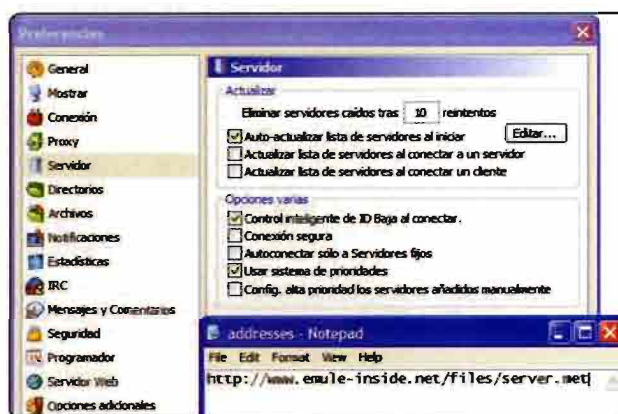 Preferencias
General
Mostrar
Conexión
Proxy
Servidor
Directorios
Archivos
Notificaciones
Estadísticas
IRC
Mensajes y Comentarios
Seguridad
Programador
Servidor Web
Opciones adicionales
Servidor
Actualizar
Eliminar servidores caídos tras 10 reintentos
Auto-actualizar lista de servidores al iniciar Editar...
Actualizar lista de servidores al conectar a un servidor
Actualizar lista de servidores al conectar un cliente
Opciones varias
Control inteligente de ID Baja al conectar.
Conexión segura
Autoconectar sólo a Servidores fijos
Usar sistema de prioridades
Config. alta prioridad los servidores añadidos manualmente
addresses - Notepad
File Edit Format View Help
http://www.emule-inside.net/files/server.met